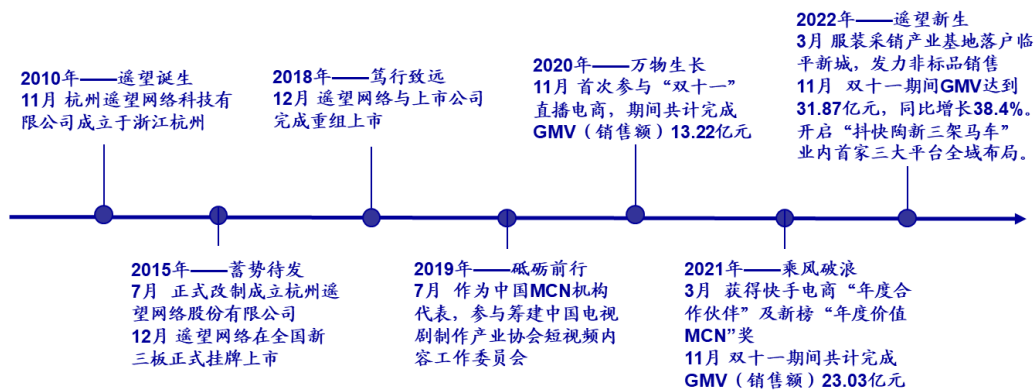 2010年——遥望诞生
11月 杭州遥望网络科技有
限公司成立于浙江杭州
2015年——蓄势待发
7月 正式改制成立杭州遥
望网络股份有限公司
12月 遥望网络在全国新
三板正式挂牌上市
2018年——笃行致远
12月 遥望网络与上市公司
完成重组上市
2019年——砥砺前行
7月 作为中国MCN机构
代表，参与筹建中国电视
剧制作产业协会短视频内
容工作委员会
2020年——万物生长
11月 首次参与“双十一”
直播电商，期间共计完成
GMV（销售额）13.22亿元
2021年——乘风破浪
3月 获得快手电商“年度合
作伙伴”及新榜“年度价值
MCN”奖
11月 双十一期间共计完成
GMV（销售额）23.03亿元
2022年——遥望新生
3月 服装采销产业基地落户临
平新城，发力非标品销售
11月 双十一期间GMV达到
31.87亿元，同比增长38.4%。
开启“抖快陶新三架马车”
业内首家三大平台全域布局。